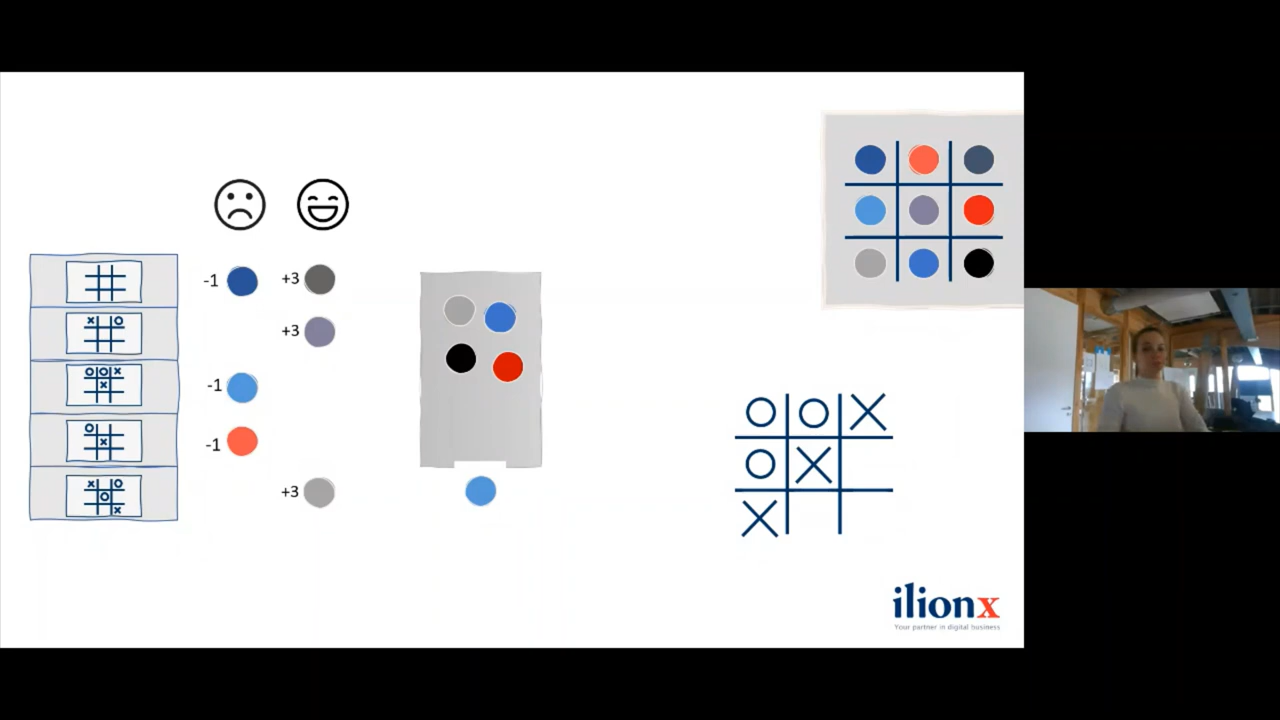 -1
+3
+3
-1
-1
+3
x o
o o x
x
o
x
x o
o
x
O O X
O X
X
ilionx
Your partner in digital business